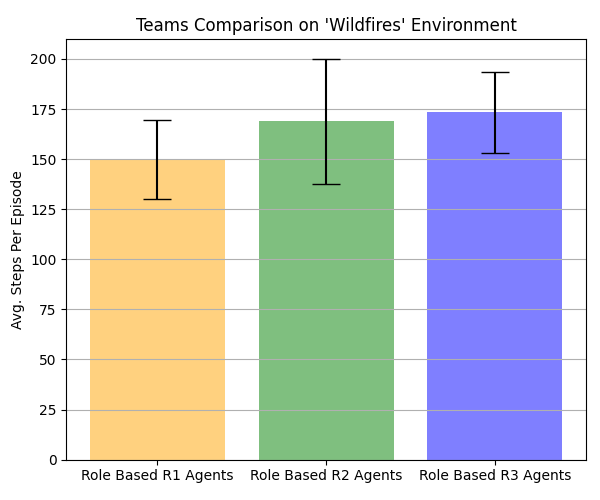 Teams Comparison on 'Wildfires' Environment
Avg. Steps Per Episode
200
175
150
125
100
75
50
25
0
Role Based R1 Agents
Role Based R2 Agents
Role Based R3 Agents